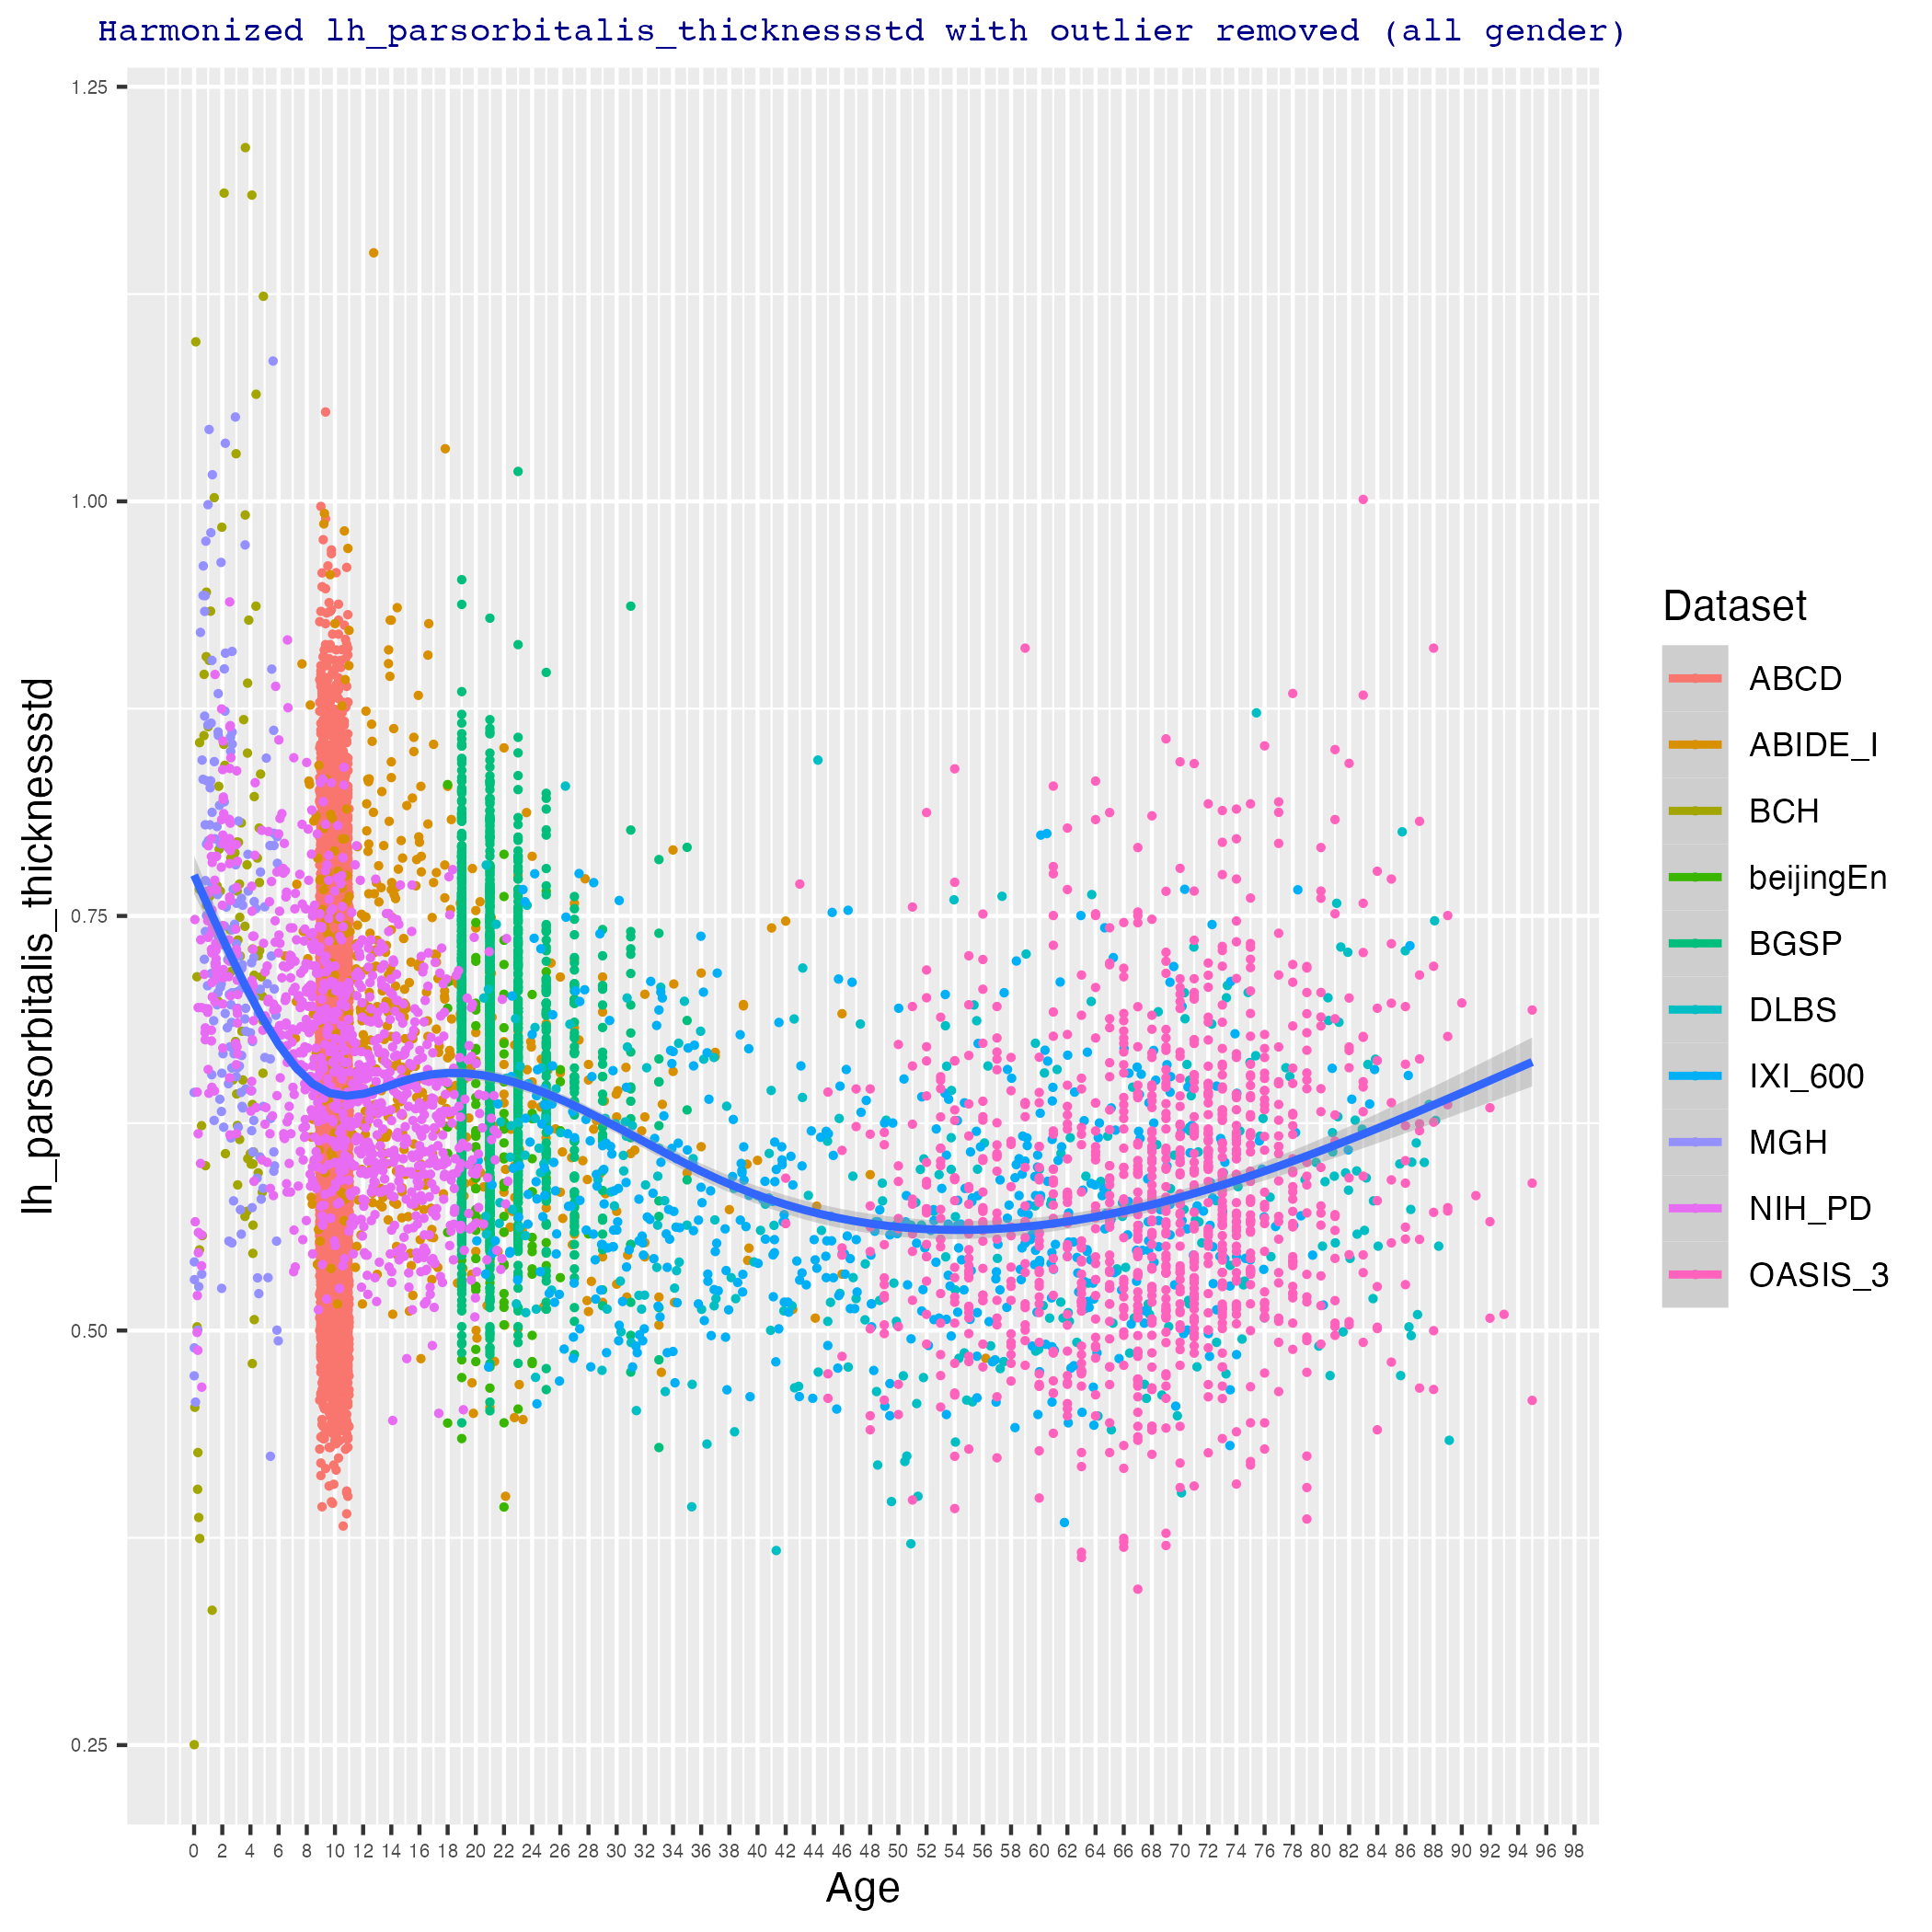 Harmonized lh_parsorbitalis_thicknessstd with outlier removed (all gender)
lh_parsorbitalis_thicknessstd
1.25
1.00
0.75
0.50
0.25
0 2 4 6 8 10 12 14 16 18 20 22 24 26 28 30 32 34 36 38 40 42 44 46 48 50 52 54 56 58 60 62 64 66 68 70 72 74 76 78 80 82 84 86 88 90 92 94 96 98
Age
Dataset
ABCD
ABIDE_I
BCH
beijingEn
BGSP
DLBS
IXI_600
MGH
NIH_PD
OASIS_3